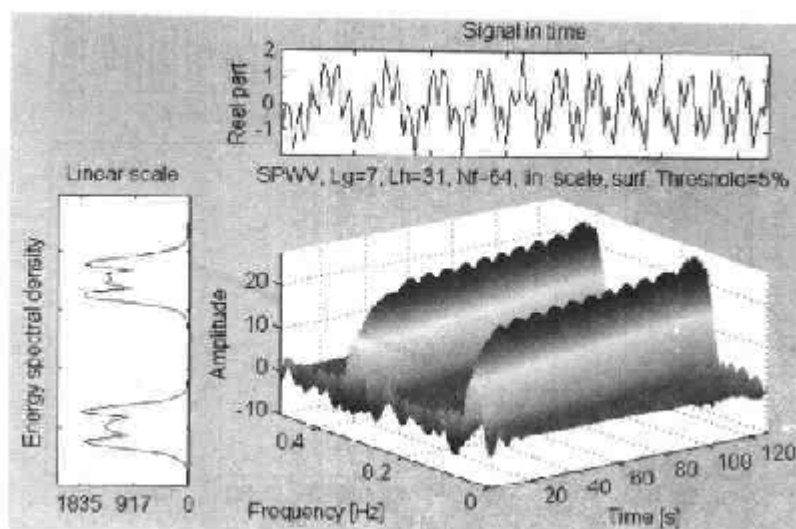 Signal in time
Reel part
2
1
0
-1
Linear scale
SPWV, Lg=7, Lh=31, Nf=64, lin scale, surf, Threshold=5%
Energy spectral density
Amplitude
20
10
0
-10
0.4
0.2
0
20
40
60
80
100
120
1835 917 0
Frequency [Hz]
Time [s]